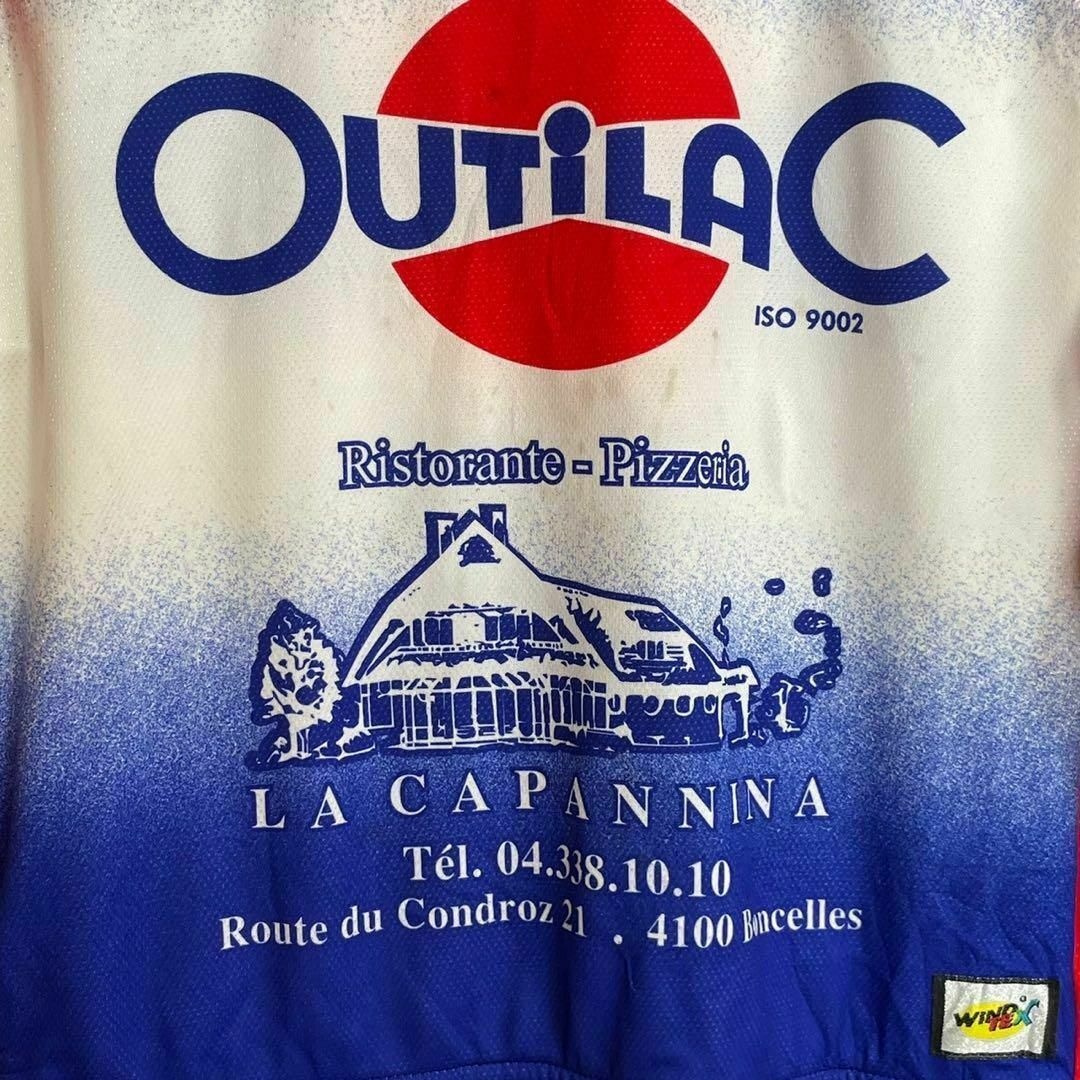 OUTiLAC
ISO 9002
Ristorante - Pizzeria
LA CAPANNINA
Tél. 04.338.10.10
Route du Condroz 21 . 4100 Boncelles
WINDTEX